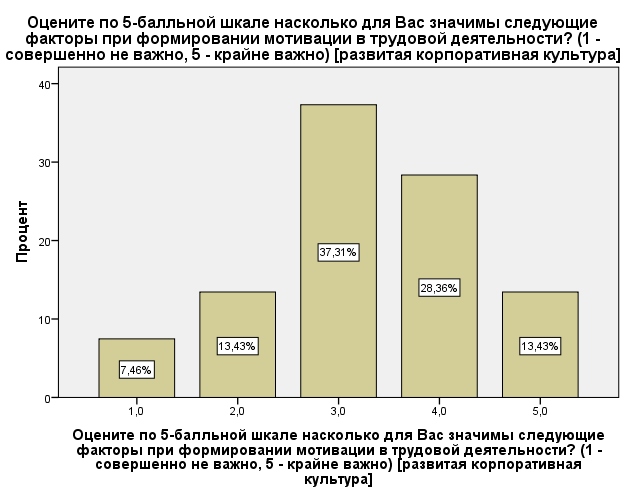 Оцените по 5-балльной шкале насколько для Вас значимы следующие
факторы при формировании мотивации в трудовой деятельности? (1 -
совершенно не важно, 5 - крайне важно) [развитая корпоративная культура]
40
30
20
10
0
Процент
7,46%
13,43%
37,31%
28,36%
13,43%
1,0
2,0
3,0
4,0
5,0
Оцените по 5-балльной шкале насколько для Вас значимы следующие
факторы при формировании мотивации в трудовой деятельности? (1 -
совершенно не важно, 5 - крайне важно) [развитая корпоративная
культура]